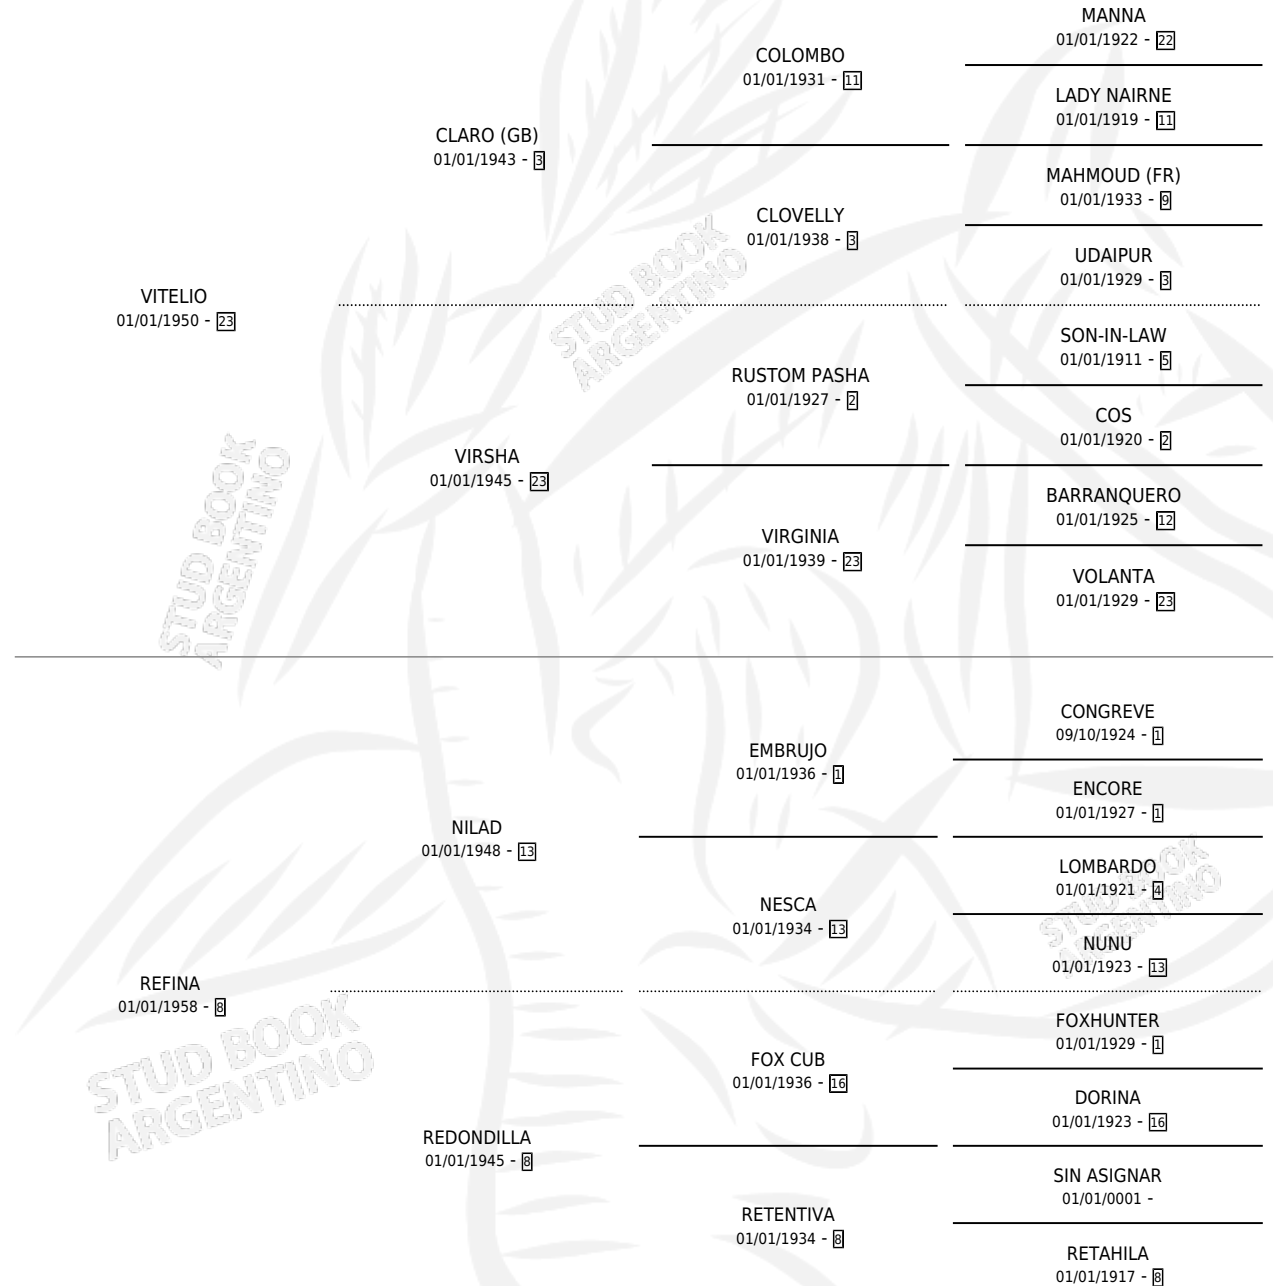 MANNA
01/01/1922 - 22
COLOMBO
01/01/1931 - 11
LADY NAIRNE
01/01/1919 - 11
CLARO (GB)
01/01/1943 - 3
MAHMOUD (FR)
01/01/1933 - 9
CLOVELLY
01/01/1938 - 3
UDAIPUR
01/01/1929 - 3
VITELIO
01/01/1950 - 23
STUD BOOK
ARGENTINO
SON-IN-LAW
01/01/1911 - 5
RUSTOM PASHA
01/01/1927 - 2
COS
01/01/1920 - 2
VIRSHA
01/01/1945 - 23
BARRANQUERO
01/01/1925 - 12
VIRGINIA
01/01/1939 - 23
VOLANTA
01/01/1929 - 23
STUD BOOK
ARGENTINO
CONGREVE
09/10/1924 - 1
EMBRUJO
01/01/1936 - 1
ENCORE
01/01/1927 - 1
NILAD
01/01/1948 - 13
LOMBARDO
01/01/1921 - 4
NESCA
01/01/1934 - 13
NUNU
01/01/1923 - 13
STUD BOOK
ARGENTINO
REFINA
01/01/1958 - 8
FOXHUNTER
01/01/1929 - 1
FOX CUB
01/01/1936 - 16
DORINA
01/01/1923 - 16
STUD BOOK
ARGENTINO
REDONDILLA
01/01/1945 - 8
SIN ASIGNAR
01/01/0001 -
RETENTIVA
01/01/1934 - 8
RETAHILA
01/01/1917 - 8